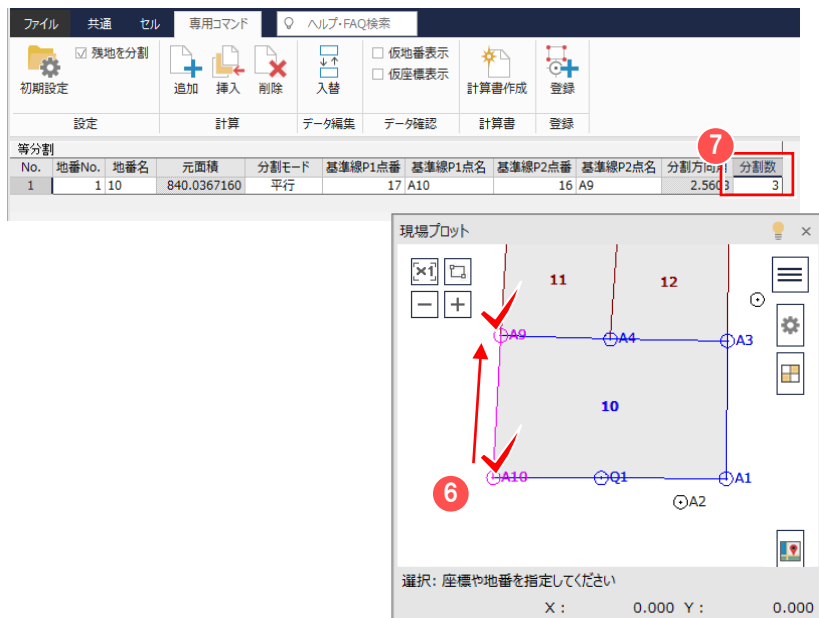 ファイル 共通 セル 専用コマンド ヘルプ・FAQ検索
残地を分割 仮地番表示
仮座標表示
初期設定 追加 挿入 削除 入替 計算書作成 登録
設定 計算 データ編集 データ確認 計算書 登録
7
等分割
No. 地番No. 地番名 元面積 分割モード 基準線P1点番 基準線P1点名 基準線P2点番 基準線P2点名 分割方向角 分割数
1 1 10 840.0367160 平行 17 A10 16 A9 2.5603 3
現場プロット ×
×1
11 12
A9 A4 A3
10
6
A10 Q1 A1
A2
選択: 座標や地番を指定してください
X : 0.000 Y : 0.000